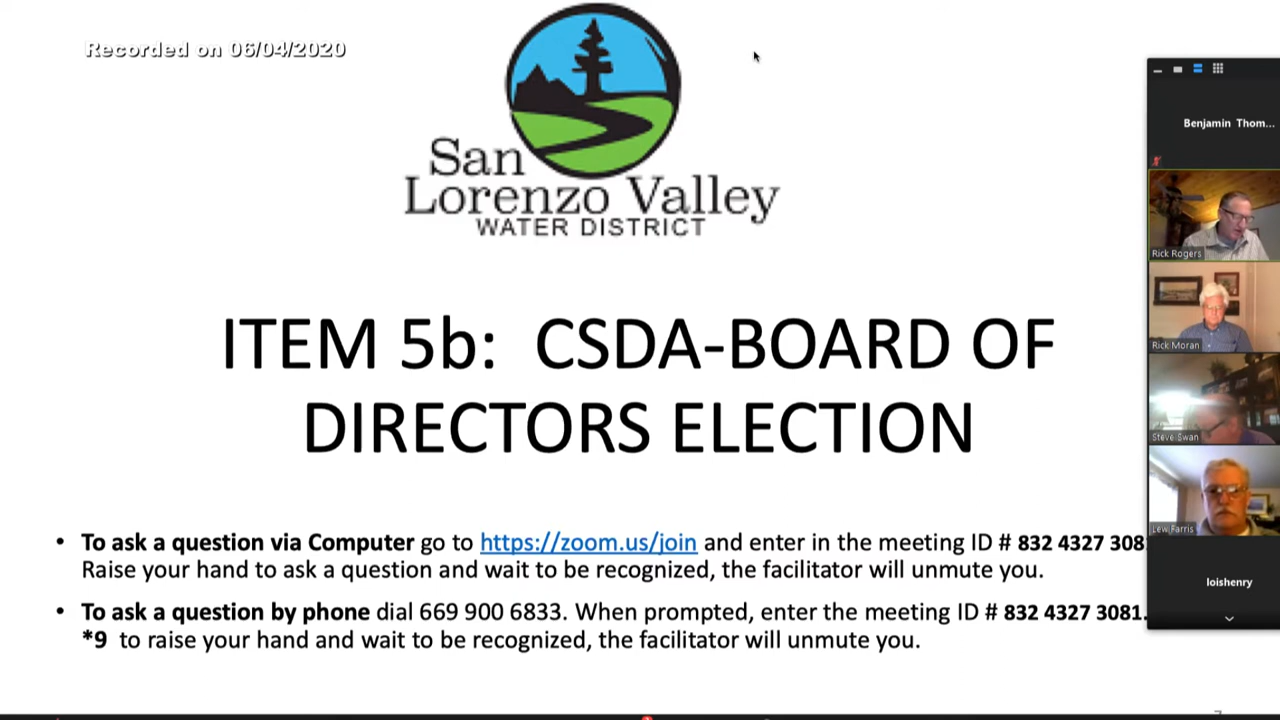 Recorded on 06/04/2020
San
Lorenzo Valley
WATER DISTRICT
ITEM 5b: CSDA-BOARD OF
DIRECTORS ELECTION
• To ask a question via Computer go to https://zoom.us/join and enter in the meeting ID # 832 4327 308
Raise your hand to ask a question and wait to be recognized, the facilitator will unmute you.
• To ask a question by phone dial 669 900 6833. When prompted, enter the meeting ID # 832 4327 3081.
*9 to raise your hand and wait to be recognized, the facilitator will unmute you.
Benjamin Thom...
Rick Rogers
Rick Moran
Steve Swan
Lew Farris
loishenry